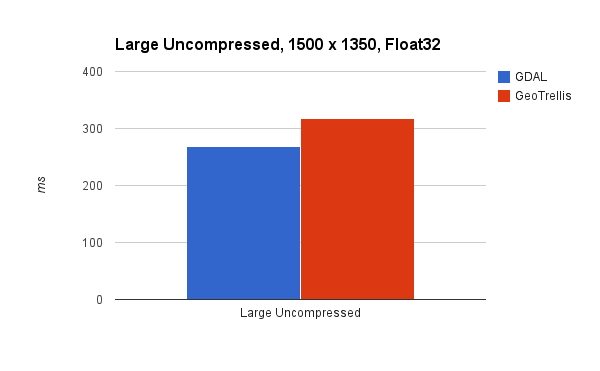 Large Uncompressed, 1500 x 1350, Float32
GDAL
GeoTrellis
400
300
200
100
0
ms
Large Uncompressed